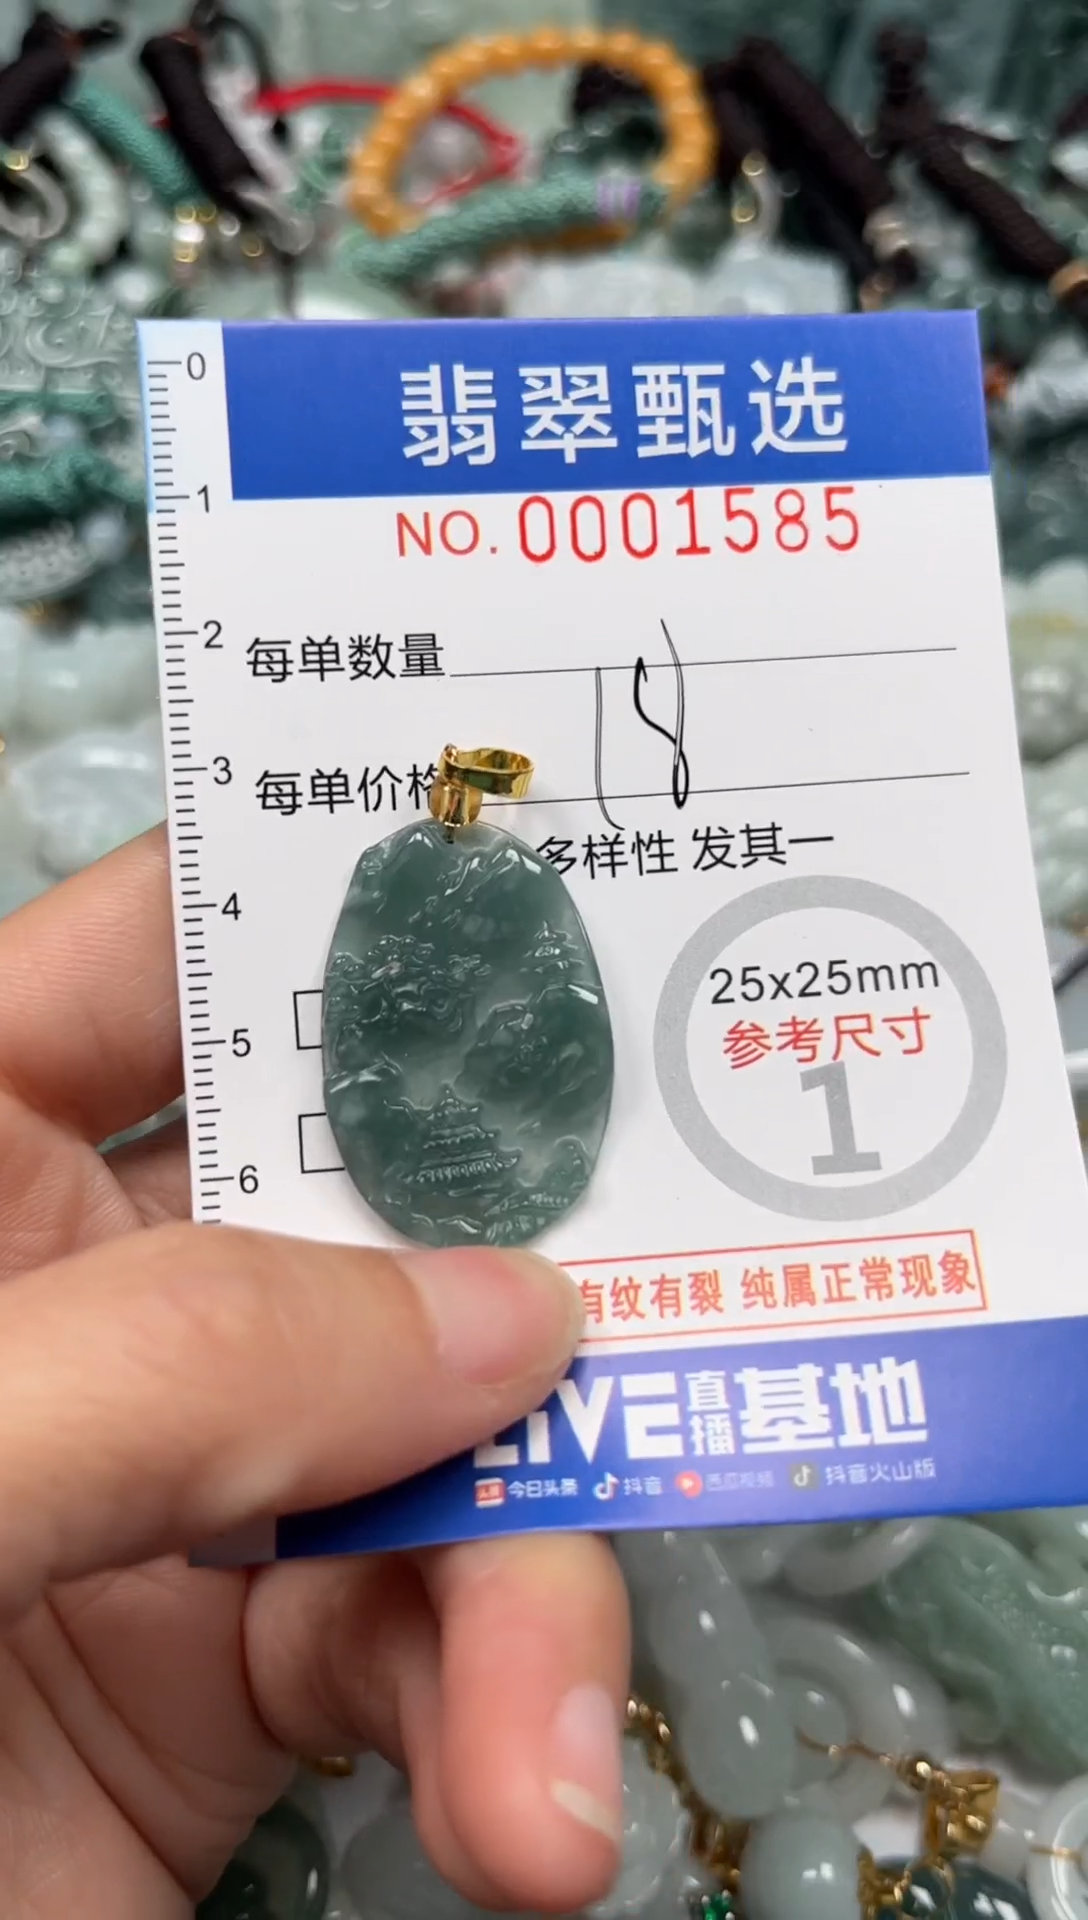 翡翠甄选
NO.0001585
每单数量
18
每单价格
多样性 发其一
25x25mm
参考尺寸
1
有纹有裂 纯属正常现象
LIVE直播基地
头条 今日头条 抖音 西瓜视频 抖音火山版
0
1
2
3
4
5
6